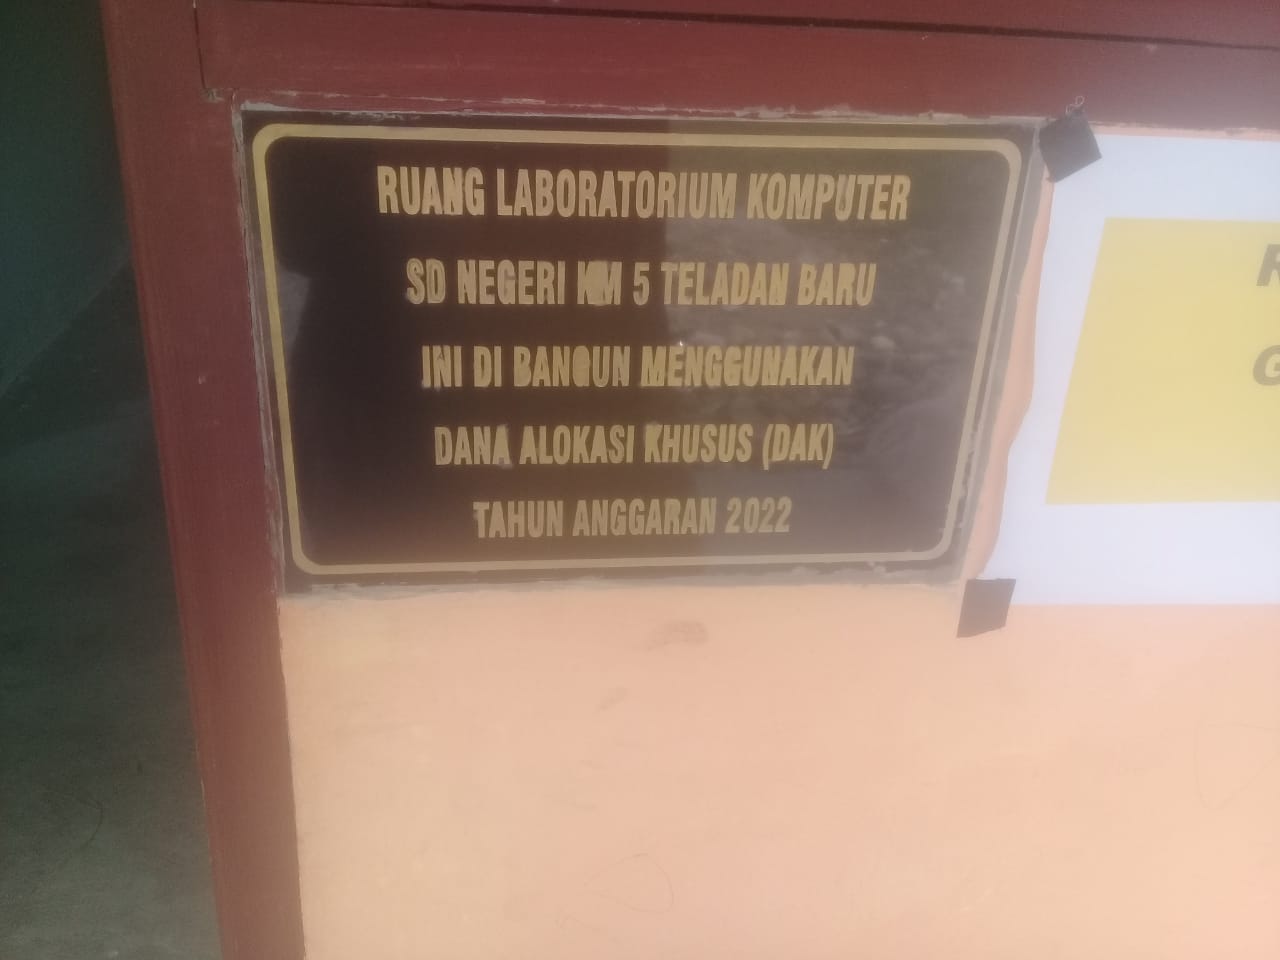 RUANG LABORATORIUM KOMPUTER
SD NEGERI KM 5 TELADAN BARU
INI DI BANGUN MENGGUNAKAN
DANA ALOKASI KHUSUS (DAK)
TAHUN ANGGARAN 2022